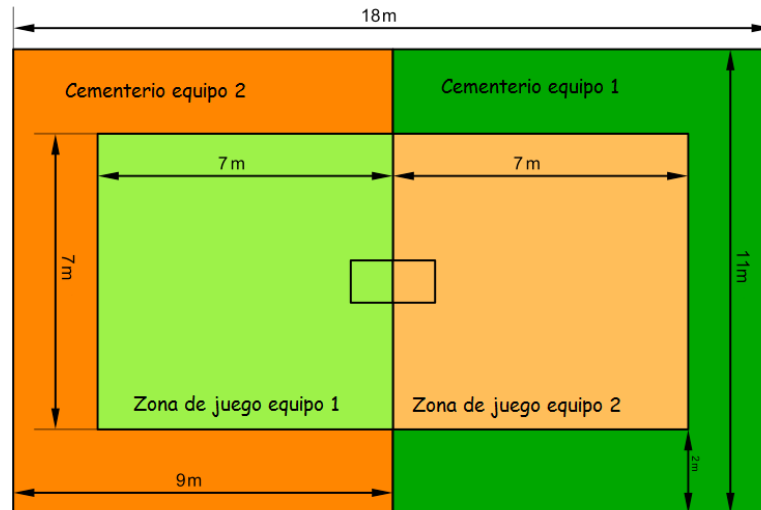 18m
Cementerio equipo 2
Cementerio equipo 1
7m
7m
7m
11m
Zona de juego equipo 1
Zona de juego equipo 2
2m
9m